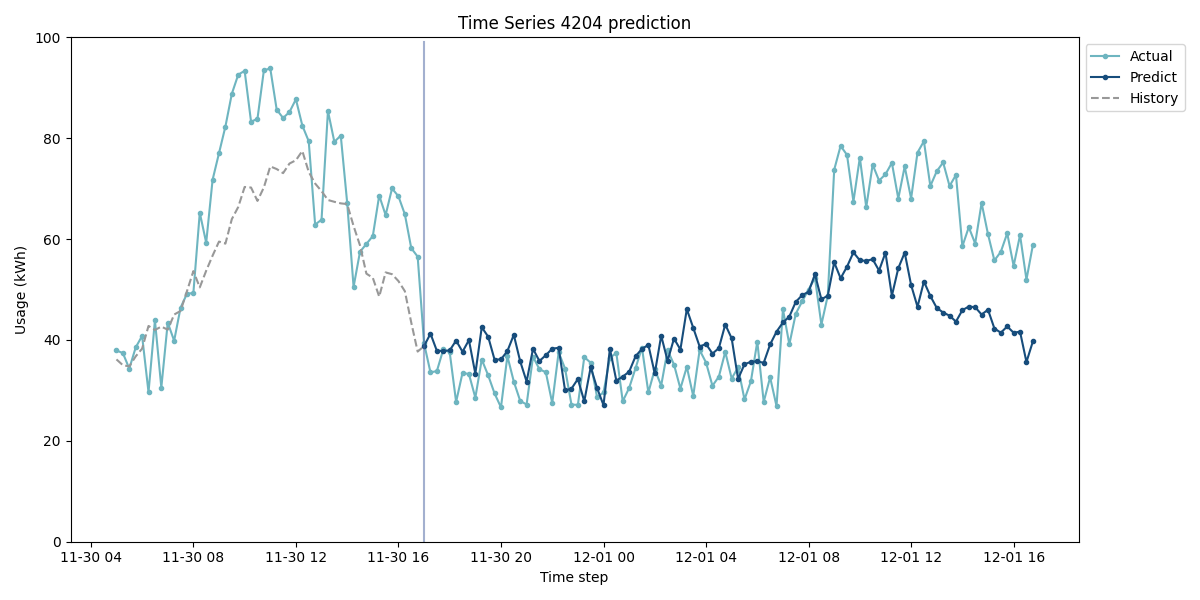 Time Series 4204 prediction
Actual
Predict
History
Usage (kWh)
100
80
60
40
20
0
11-30 04
11-30 08
11-30 12
11-30 16
11-30 20
12-01 00
12-01 04
12-01 08
12-01 12
12-01 16
Time step